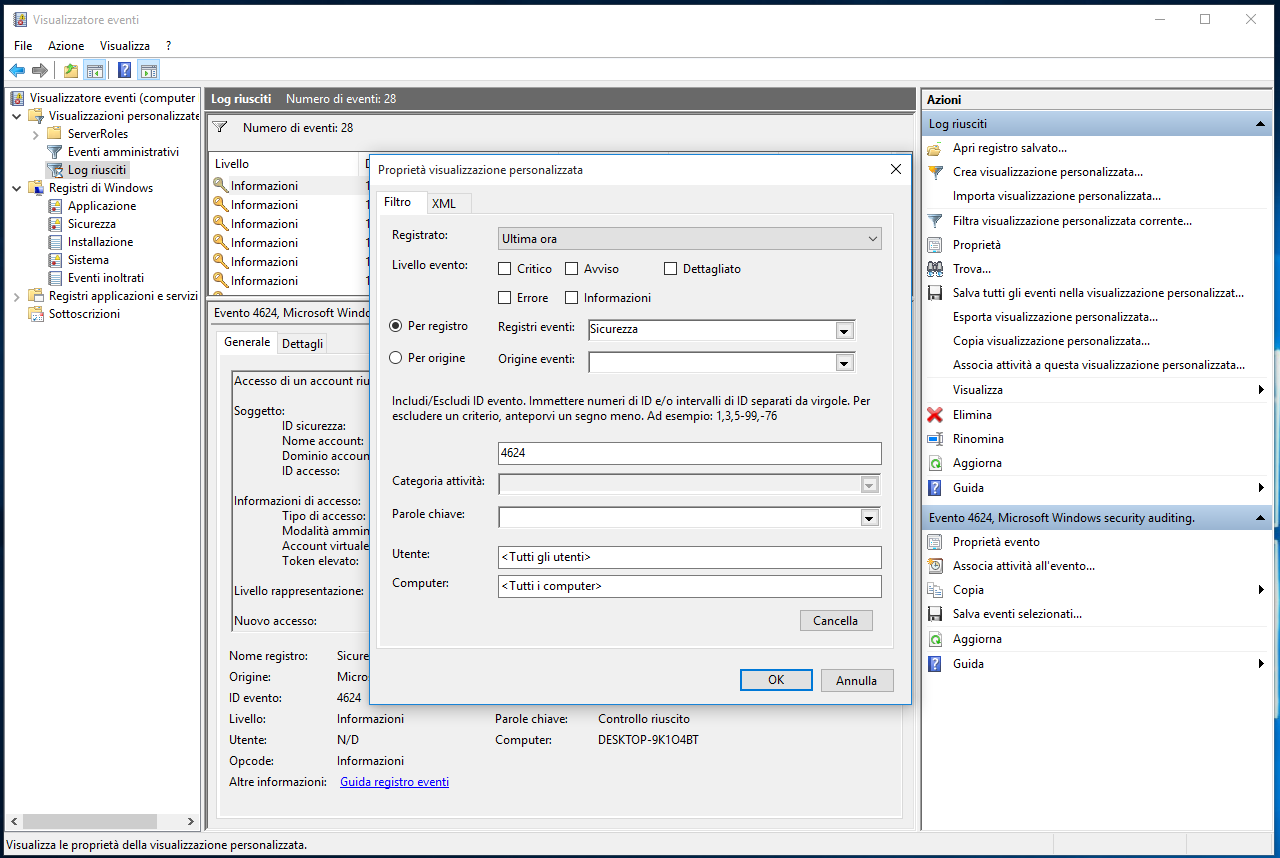 Visualizzatore eventi
File Azione Visualizza ?
Visualizzatore eventi (computer
Visualizzazioni personalizzate
ServerRoles
Eventi amministrativi
Log riusciti
Registri di Windows
Applicazione
Sicurezza
Installazione
Sistema
Eventi inoltrati
Registri applicazioni e servizi
Sottoscrizioni
Log riusciti Numero di eventi: 28
Numero di eventi: 28
Livello
Informazioni
Informazioni
Informazioni
Informazioni
Informazioni
Informazioni
Evento 4624, Microsoft Windo
Generale Dettagli
Accesso di un account riu
Soggetto:
ID sicurezza:
Nome account:
Dominio accoun
ID accesso:
Informazioni di accesso:
Tipo di accesso:
Modalità ammin
Account virtuale
Token elevato:
Livello rappresentazione:
Nuovo accesso:
Nome registro: Sicure
Origine: Micros
ID evento: 4624
Livello: Informazioni Parole chiave: Controllo riuscito
Utente: N/D Computer: DESKTOP-9K1O4BT
Opcode: Informazioni
Altre informazioni: Guida registro eventi
Proprietà visualizzazione personalizzata
Filtro XML
Registrato: Ultima ora
Livello evento: Critico Avviso Dettagliato
Errore Informazioni
Per registro Registri eventi: Sicurezza
Per origine Origine eventi:
Includi/Escludi ID evento. Immettere numeri di ID e/o intervalli di ID separati da virgole. Per
escludere un criterio, anteporvi un segno meno. Ad esempio: 1,3,5-99,-76
4624
Categoria attività:
Parole chiave:
Utente: <Tutti gli utenti>
Computer: <Tutti i computer>
Cancella
OK Annulla
Azioni
Log riusciti
Apri registro salvato...
Crea visualizzazione personalizzata...
Importa visualizzazione personalizzata...
Filtra visualizzazione personalizzata corrente...
Proprietà
Trova...
Salva tutti gli eventi nella visualizzazione personalizzat...
Esporta visualizzazione personalizzata...
Copia visualizzazione personalizzata...
Associa attività a questa visualizzazione personalizzata...
Visualizza
Elimina
Rinomina
Aggiorna
Guida
Evento 4624, Microsoft Windows security auditing.
Proprietà evento
Associa attività all'evento...
Copia
Salva eventi selezionati...
Aggiorna
Guida
Visualizza le proprietà della visualizzazione personalizzata.